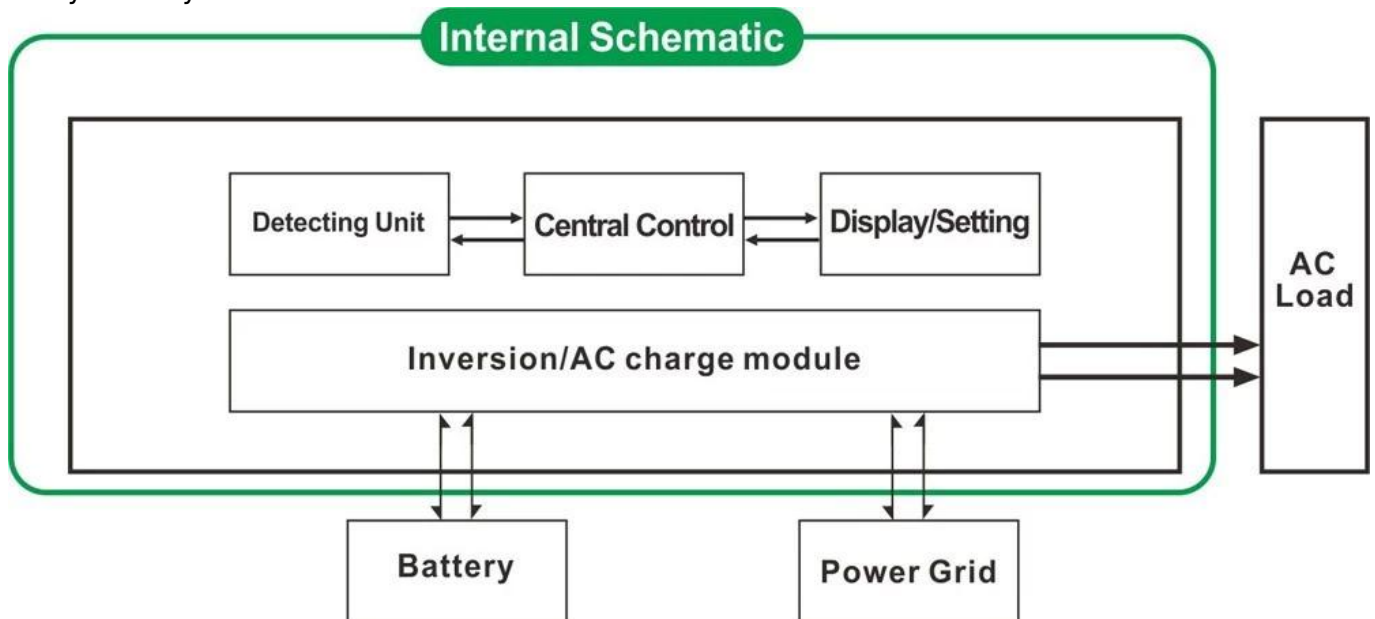 Internal Schematic
Detecting Unit
Central Control
Display/Setting
AC
Load
Inversion/AC charge module
Battery
Power Grid